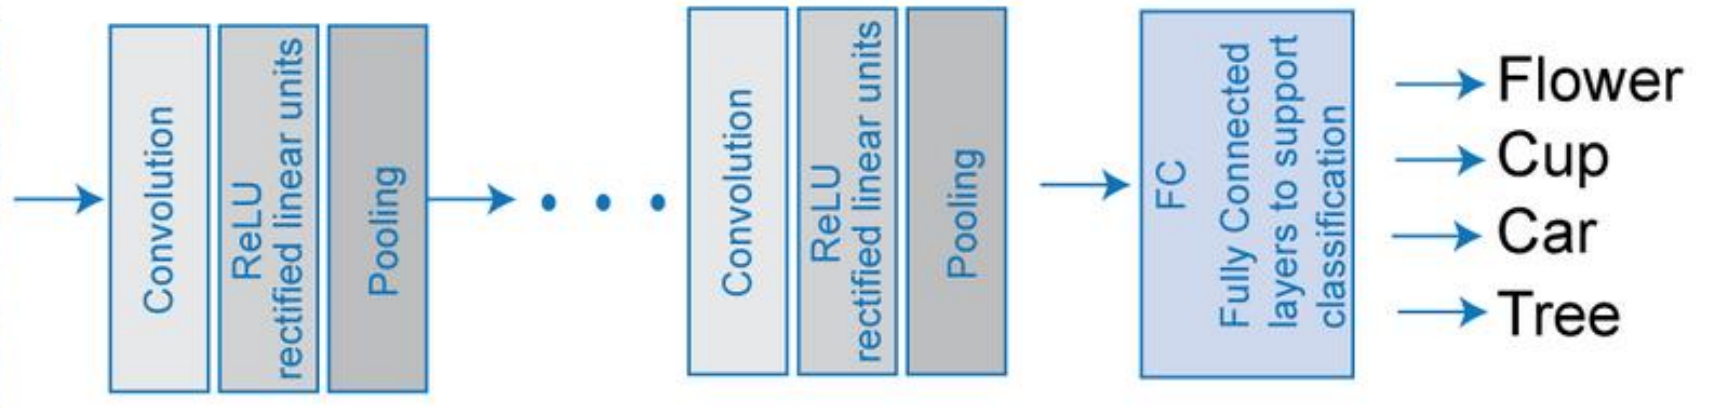 Convolution
ReLU
rectified linear units
Pooling
Convolution
ReLU
rectified linear units
Pooling
FC
Fully Connected
layers to support
classification
Flower
Cup
Car
Tree